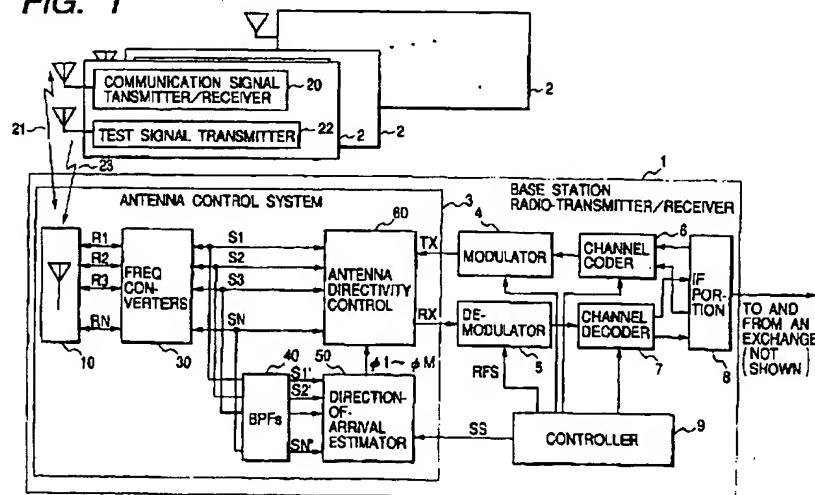 FIG. 1
2
COMMUNICATION SIGNAL
TANSMITTER/RECEIVER
20
TEST SIGNAL TRANSMITTER
22
2
2
21
23
1
ANTENNA CONTROL SYSTEM
3
BASE STATION
RADIO-TRANSMITTER/RECEIVER
R1
R2
R3
RN
10
FREQ
CON-
VERTERS
30
S1
S2
S3
SN
60
ANTENNA
DIRECTIVITY
CONTROL
TX
RX
4
MODULATOR
DE-
MODULATOR
5
CHANNEL
CODER
6
CHANNEL
DECODER
7
IF
POR-
TION
8
TO AND
FROM AN
EXCHANGE
(NOT
SHOWN)
40
BPFs
S1'
S2'
SN'
50
DIRECTION-
OF-
ARRIVAL
ESTIMATOR
φ1~φM
RFS
SS
CONTROLLER
9